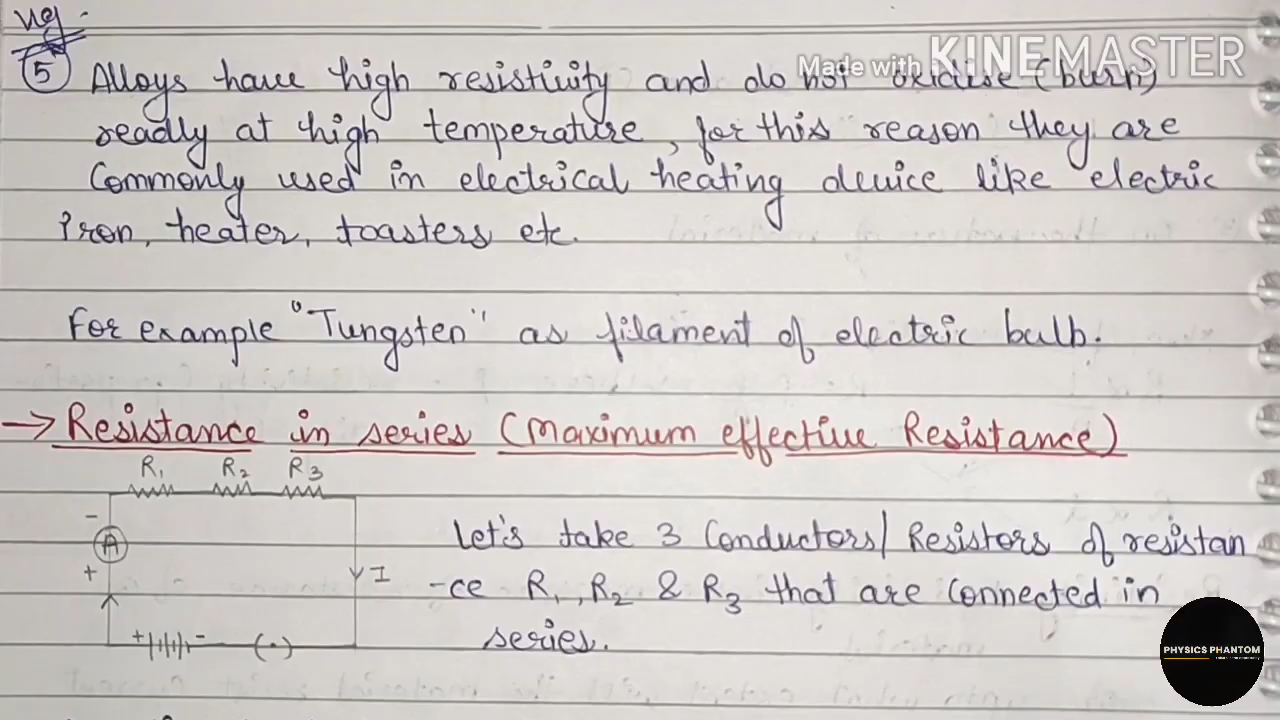 Made with KINEMASTER
⑤ Alloys have high resistivity and do not oxidise (burn)
readly at high temperature, for this reason they are
Commonly used in electrical heating device like electric
iron, heater, toasters etc.
For example "Tungsten" as filament of electric bulb.
→ Resistance in series (Maximum effective Resistance)
R₁ R₂ R₃
- A +
I
+ - (.)
Let's take 3 Conductors/Resistors of resistan
-ce R₁, R₂ & R₃ that are connected in
series.
PHYSICS PHANTOM